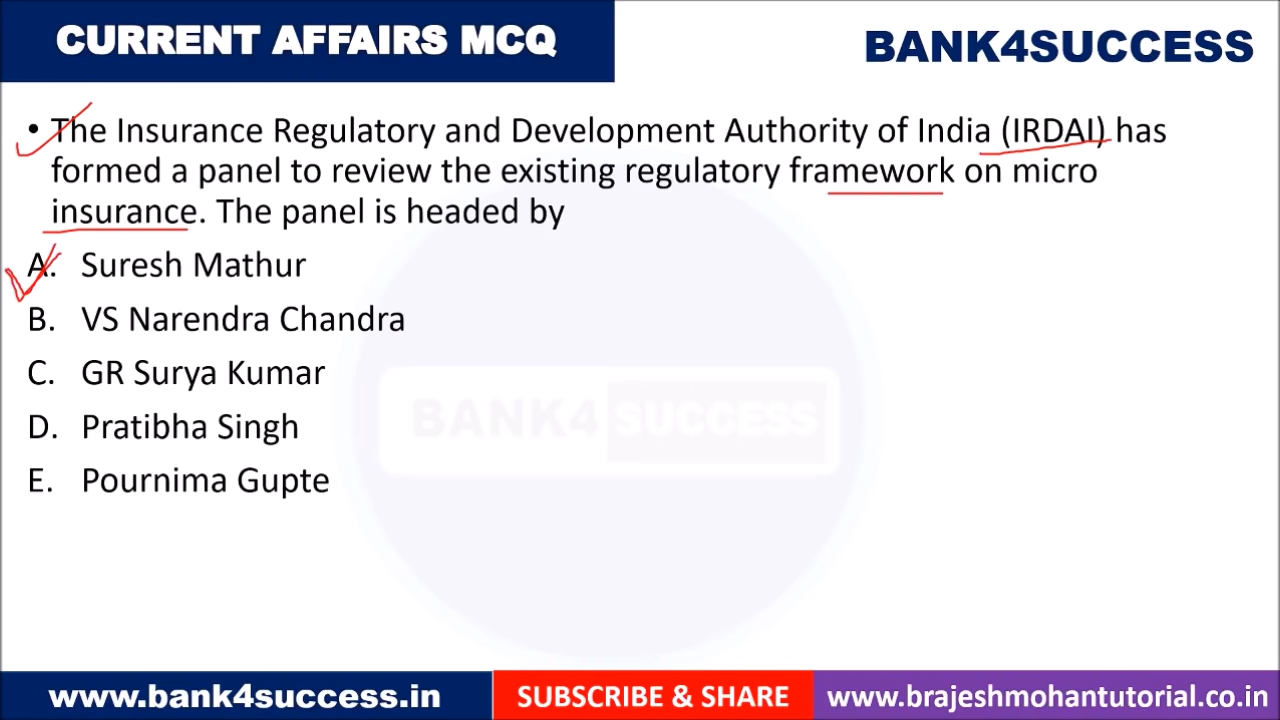 CURRENT AFFAIRS MCQ
BANK4SUCCESS
• The Insurance Regulatory and Development Authority of India (IRDAI) has
formed a panel to review the existing regulatory framework on micro
insurance. The panel is headed by
A. Suresh Mathur
B. VS Narendra Chandra
C. GR Surya Kumar
D. Pratibha Singh
E. Pournima Gupte
BANK4 SUCCESS
www.bank4success.in
SUBSCRIBE & SHARE
www.brajeshmohantutorial.co.in